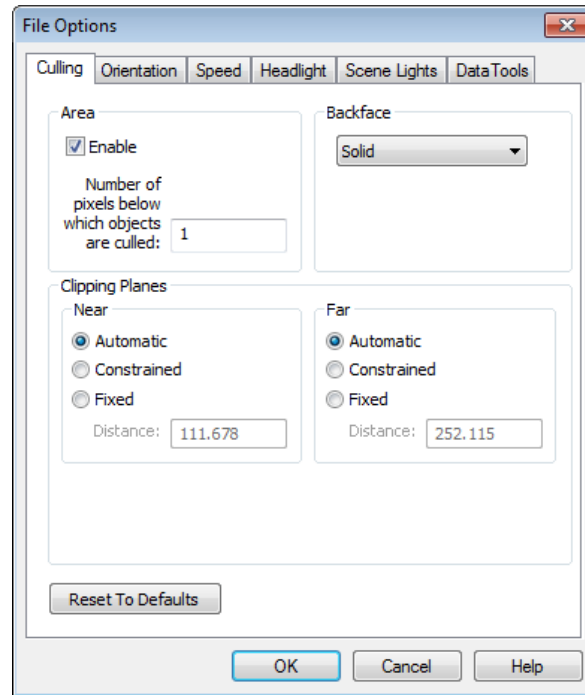 File Options
Culling Orientation Speed Headlight Scene Lights DataTools
Area
Enable
Number of
pixels below
which objects
are culled:
1
Backface
Solid
Clipping Planes
Near
Automatic
Constrained
Fixed
Distance: 111.678
Far
Automatic
Constrained
Fixed
Distance: 252.115
Reset To Defaults
OK Cancel Help